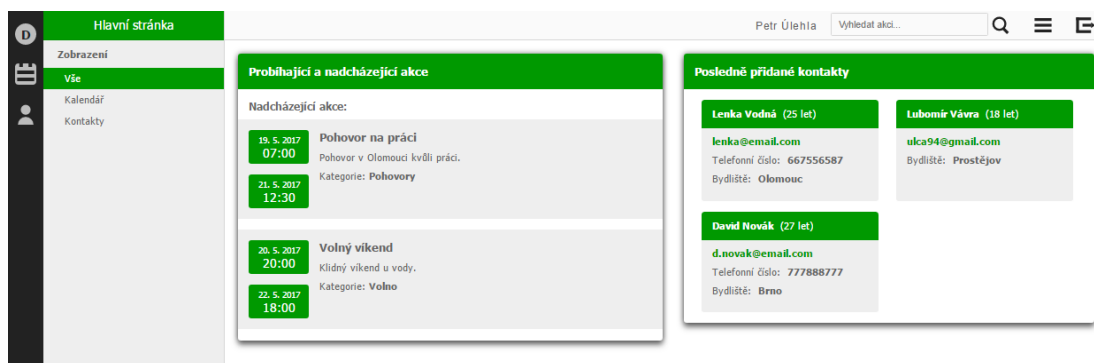 D
Hlavní stránka
Petr Úlehla
Vyhledat akci...
Zobrazení
Vše
Kalendář
Kontakty
Probíhající a nadcházející akce
Nadcházející akce:
19. 5. 2017
07:00
21. 5. 2017
12:30
Pohovor na práci
Pohovor v Olomouci kvůli práci.
Kategorie: Pohovory
20. 5. 2017
20:00
22. 5. 2017
18:00
Volný víkend
Klidný víkend u vody.
Kategorie: Volno
Posledně přidané kontakty
Lenka Vodná (25 let)
lenka@email.com
Telefonní číslo: 667556587
Bydliště: Olomouc
Lubomír Vávra (18 let)
ulca94@gmail.com
Bydliště: Prostějov
David Novák (27 let)
d.novak@email.com
Telefonní číslo: 777888777
Bydliště: Brno